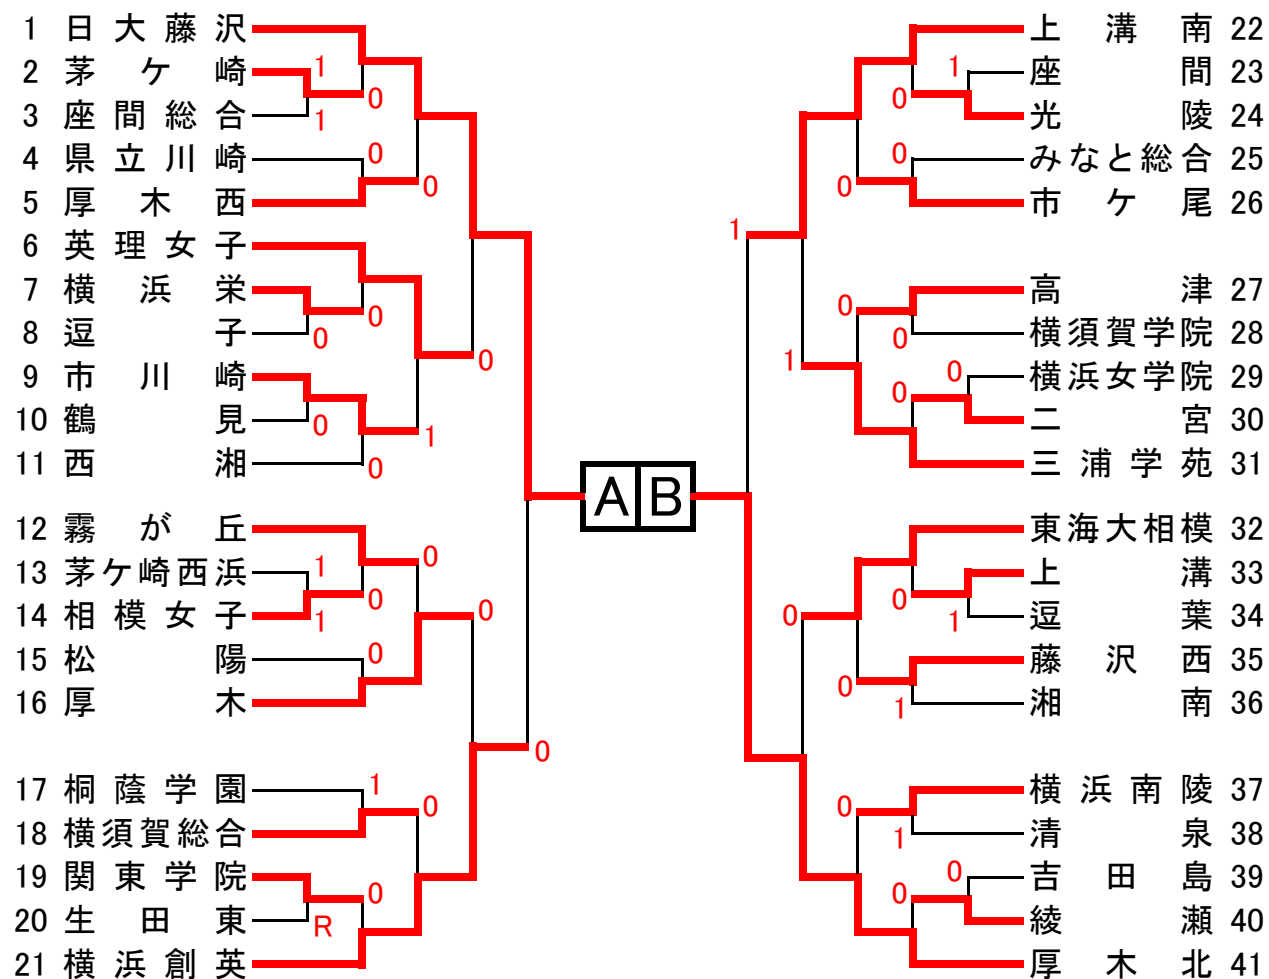 1 日大藤沢
2 茅ケ崎
3 座間総合
4 県立川崎
5 厚木西
6 英理女子
7 横浜栄
8 逗子
9 市川崎
10 鶴見
11 西湘
12 霧が丘
13 茅ケ崎西浜
14 相模女子
15 松陽
16 厚木
17 桐蔭学園
18 横須賀総合
19 関東学院
20 生田東
21 横浜創英
1
1
0
0
0
0
0
0
0
1
0
0
1
1
0
0
0
0
1
0
0
R
0
A B
1
1
0
1
0
0
0
0
0
0
0
0
1
0
0
1
0
1
0
0
上溝南 22
座間 23
光陵 24
みなと総合 25
市ケ尾 26
高津 27
横須賀学院 28
横浜女学院 29
二宮 30
三浦学苑 31
東海大相模 32
上溝 33
逗葉 34
藤沢西 35
湘南 36
横浜南陵 37
清泉 38
吉田島 39
綾瀬 40
厚木北 41